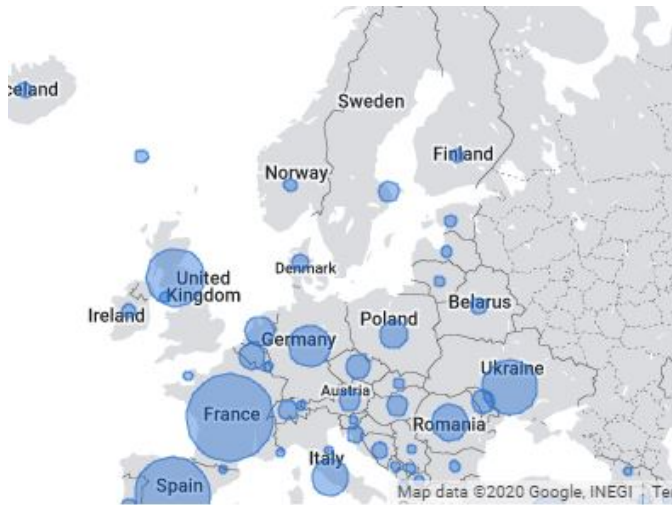 celand
Sweden
Finland
Norway
Denmark
United
Kingdom
Ireland
Belarus
Poland
Germany
Ukraine
Austria
France
Romania
Italy
Spain
Map data ©2020 Google, INEGI
Te